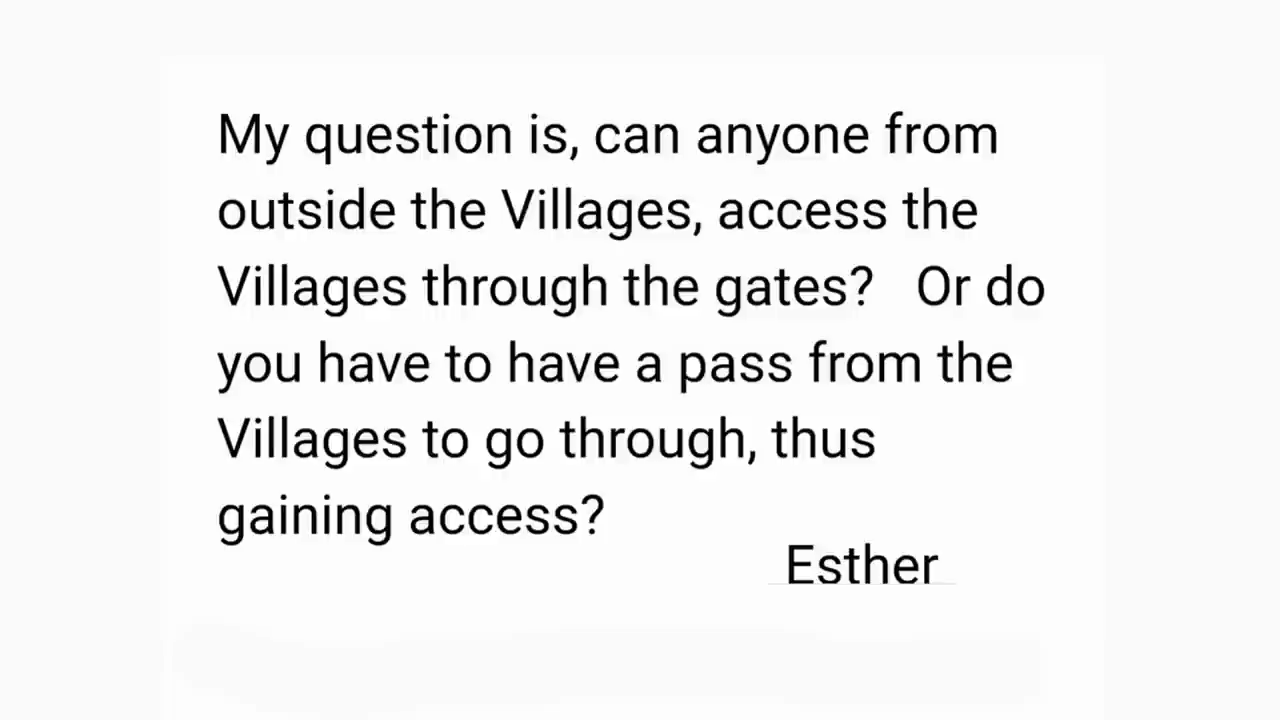 My question is, can anyone from
outside the Villages, access the
Villages through the gates?   Or do
you have to have a pass from the
Villages to go through, thus
gaining access?
Esther